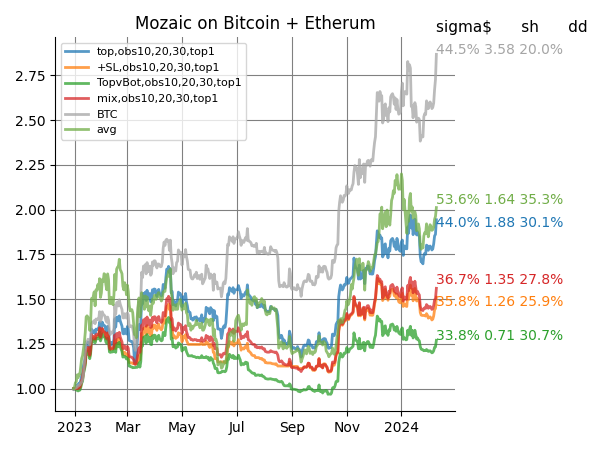 Mozaic on Bitcoin + Etherum
sigma$ sh dd
44.5% 3.58 20.0%
top,obs10,20,30,top1
+SL,obs10,20,30,top1
TopvBot,obs10,20,30,top1
mix,obs10,20,30,top1
BTC
avg
2.75
2.50
2.25
2.00
1.75
1.50
1.25
1.00
53.6% 1.64 35.3%
44.0% 1.88 30.1%
36.7% 1.35 27.8%
35.8% 1.26 25.9%
33.8% 0.71 30.7%
2023 Mar May Jul Sep Nov 2024